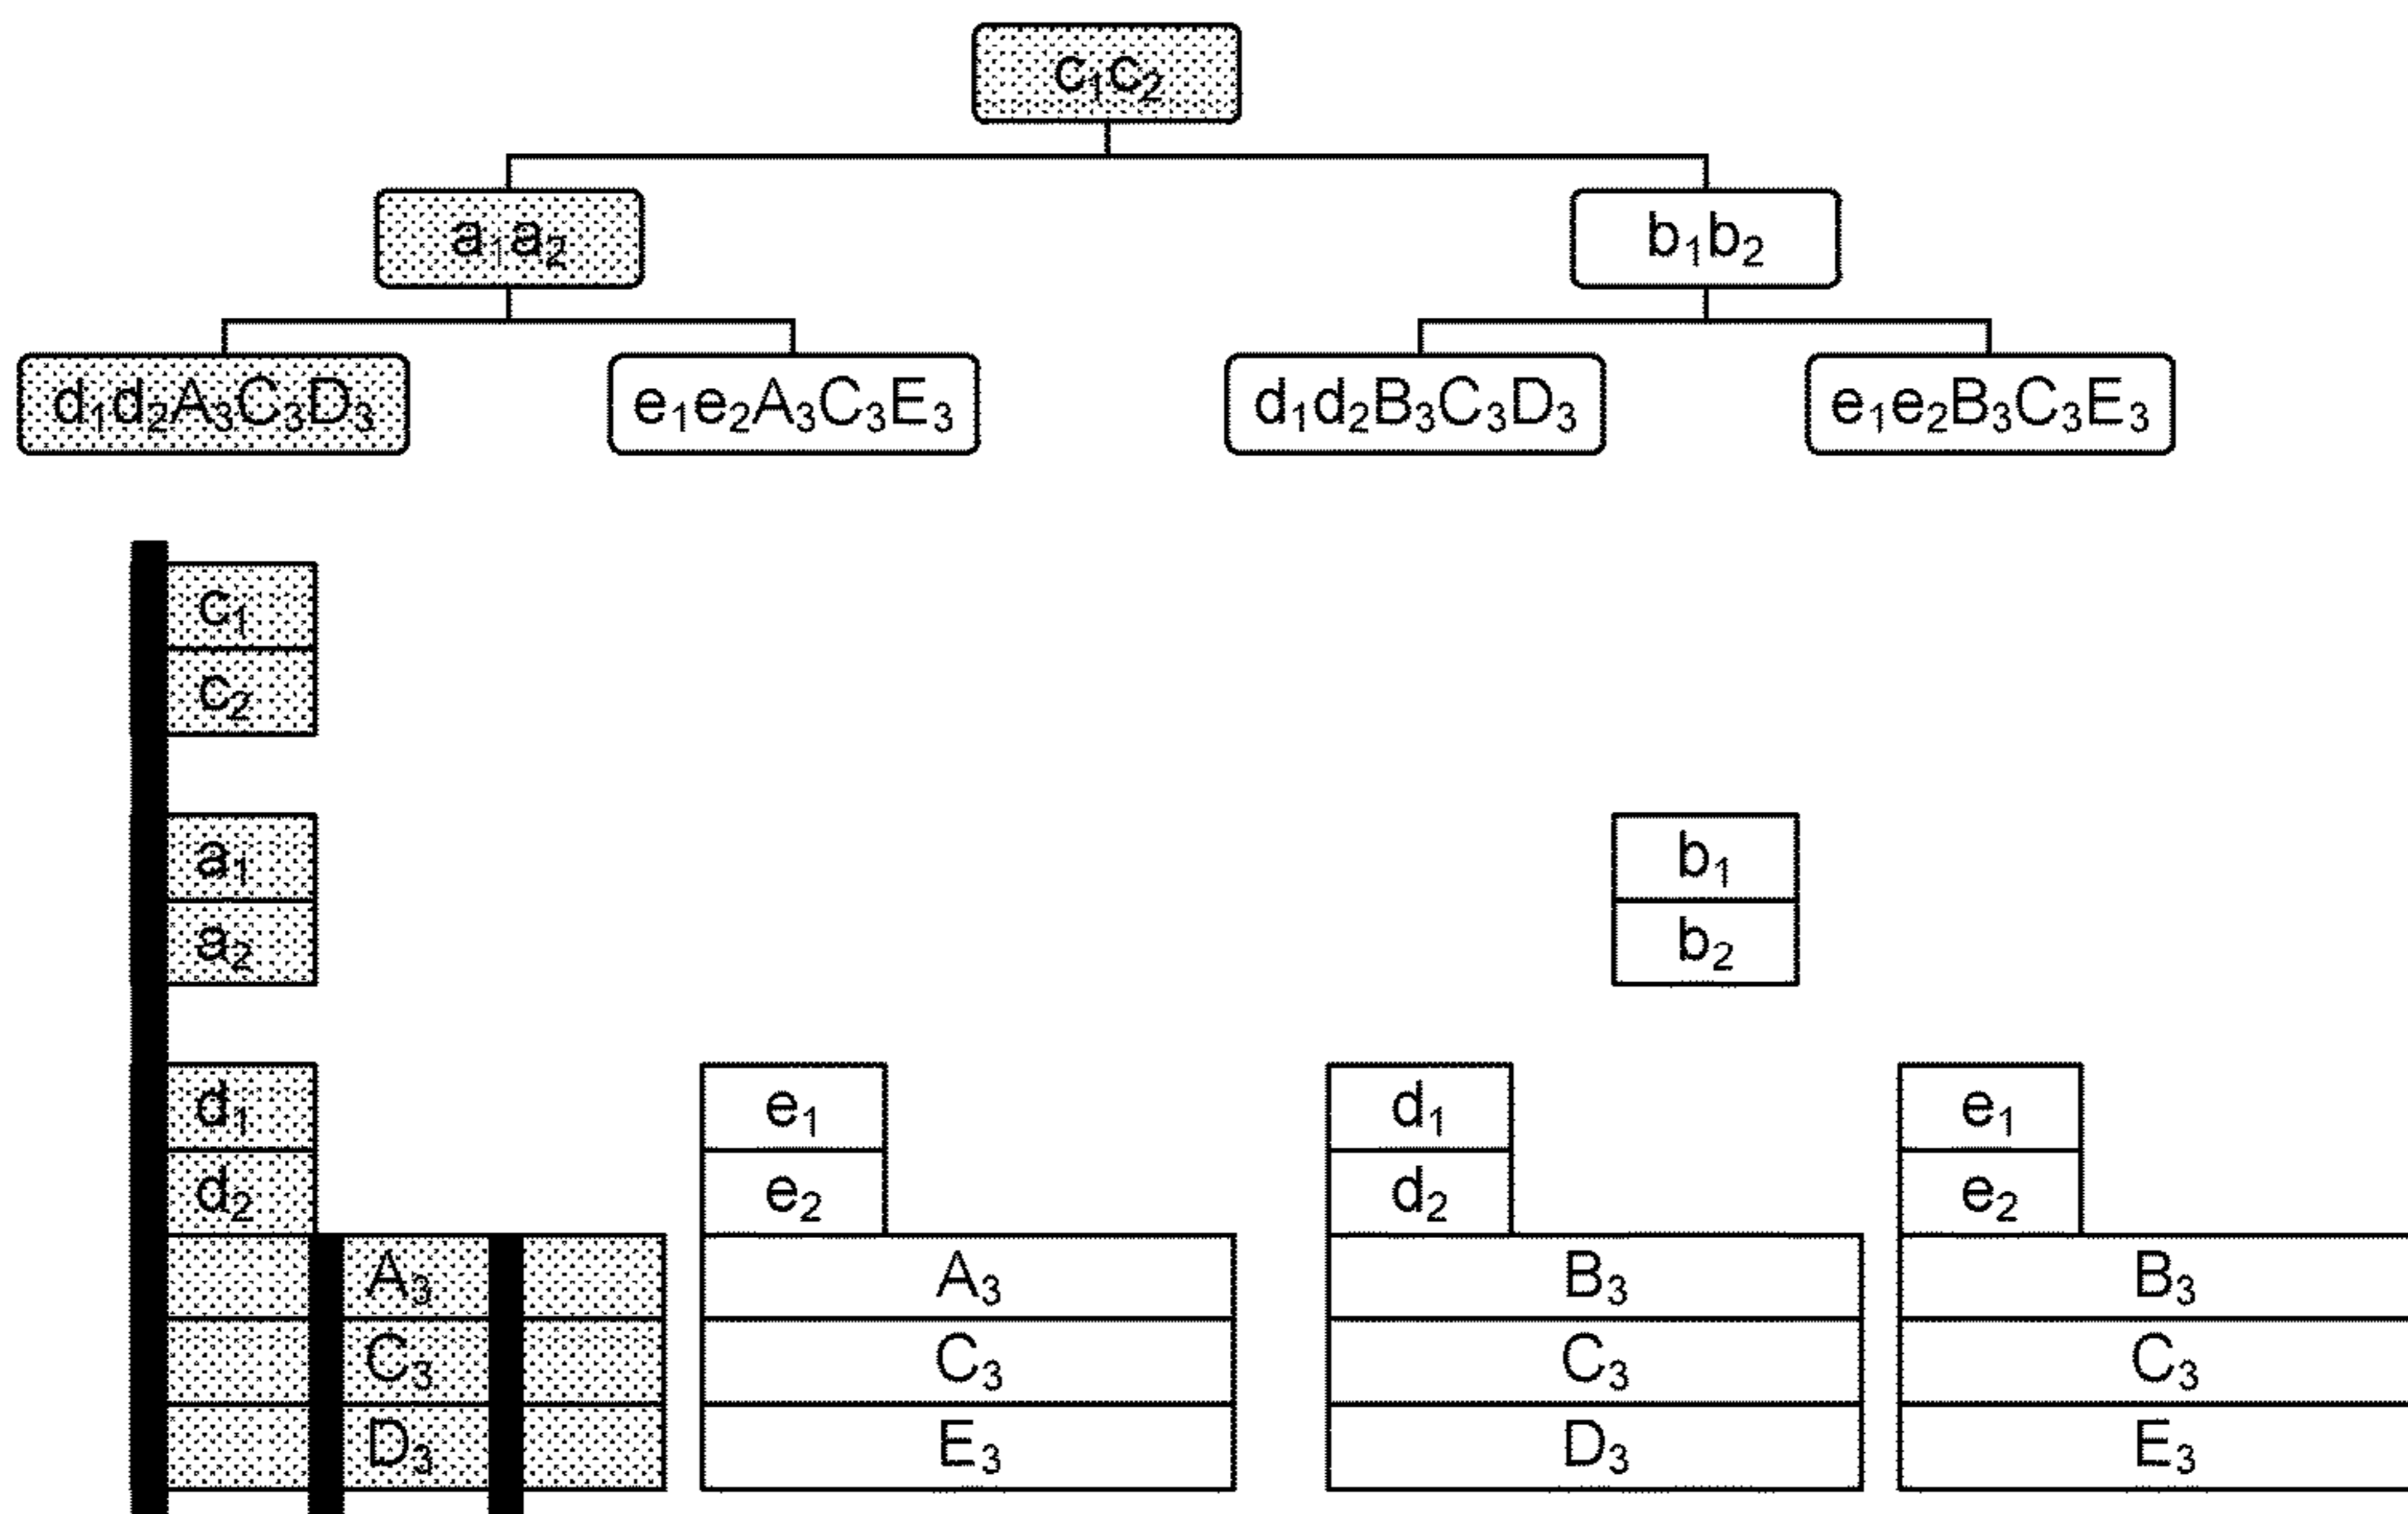 c₁c₂
a₁a₂ b₁b₂
d₁d₂A₃C₃D₃ e₁e₂A₃C₃E₃ d₁d₂B₃C₃D₃ e₁e₂B₃C₃E₃
c₁
c₂
a₁ b₁
a₂ b₂
d₁ e₁ d₁ e₁
d₂ e₂ d₂ e₂
A₃ A₃ B₃ B₃
C₃ C₃ C₃ C₃
D₃ E₃ D₃ E₃